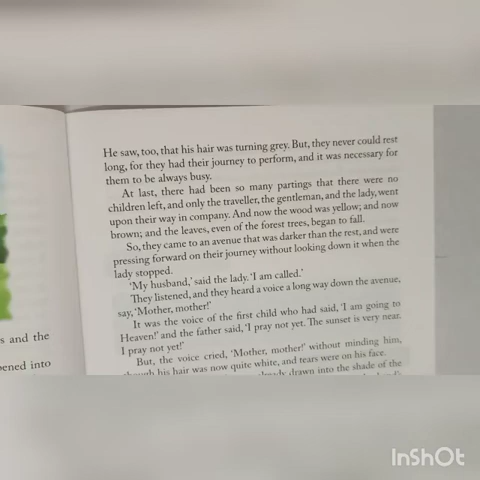 He saw, too, that his hair was turning grey. But, they never could rest
long, for they had their journey to perform, and it was necessary for
them to be always busy.
At last, there had been so many partings that there were no
children left, and only the traveller, the gentleman, and the lady, went
upon their way in company. And now the wood was yellow; and now
brown; and the leaves, even of the forest trees, began to fall.
So, they came to an avenue that was darker than the rest, and were
pressing forward on their journey without looking down it when the
lady stopped.
'My husband,' said the lady. 'I am called.'
They listened, and they heard a voice a long way down the avenue,
say, 'Mother, mother!'
It was the voice of the first child who had said, 'I am going to
Heaven!' and the father said, 'I pray not yet. The sunset is very near.
I pray not yet!'
But, the voice cried, 'Mother, mother!' without minding him,
though his hair was now quite white, and tears were on his face.
already drawn into the shade of the
s and the
pened into
InShOt